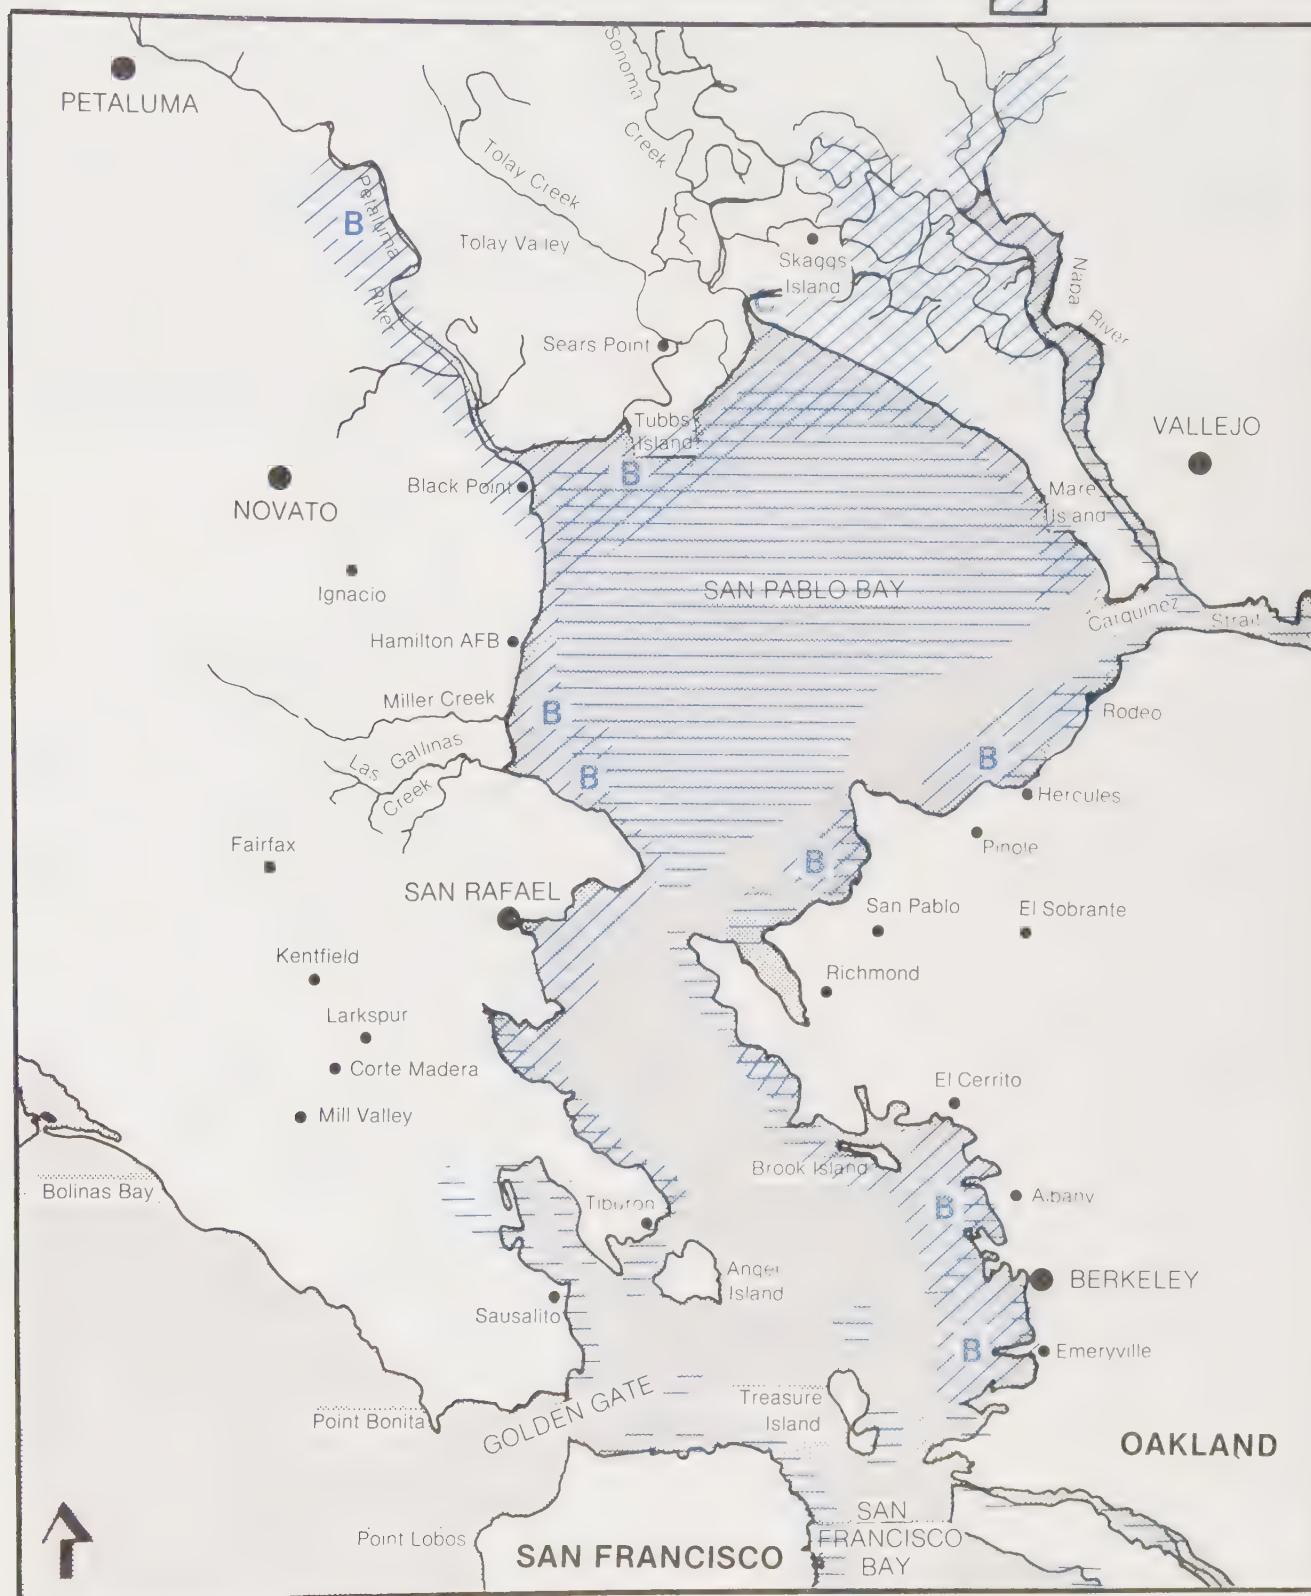 PETALUMA
Sonoma
Creek
Tolay Creek
Petaluma
River
B
Tolay Valley
Skaggs
Island
Napa
River
C
Sears Point
Tubbs
Island
VALLEJO
B
Black Point
Mare
Island
NOVATO
Ignacio
SAN PABLO BAY
Carquinez
Strait
Hamilton AFB
Miller Creek
B
Rodeo
Las Gallinas
Creek
B
B
Hercules
Fairfax
Pinole
B
SAN RAFAEL
San Pablo
El Sobrante
Kentfield
Richmond
Larkspur
Corte Madera
El Cerrito
Mill Valley
Brook Island
Bolinas Bay
Tiburon
B
Albany
Angel
Island
BERKELEY
Sausalito
B
Emeryville
GOLDEN GATE
Treasure
Island
Point Bonita
OAKLAND
Point Lobos
SAN FRANCISCO
SAN
FRANCISCO
BAY